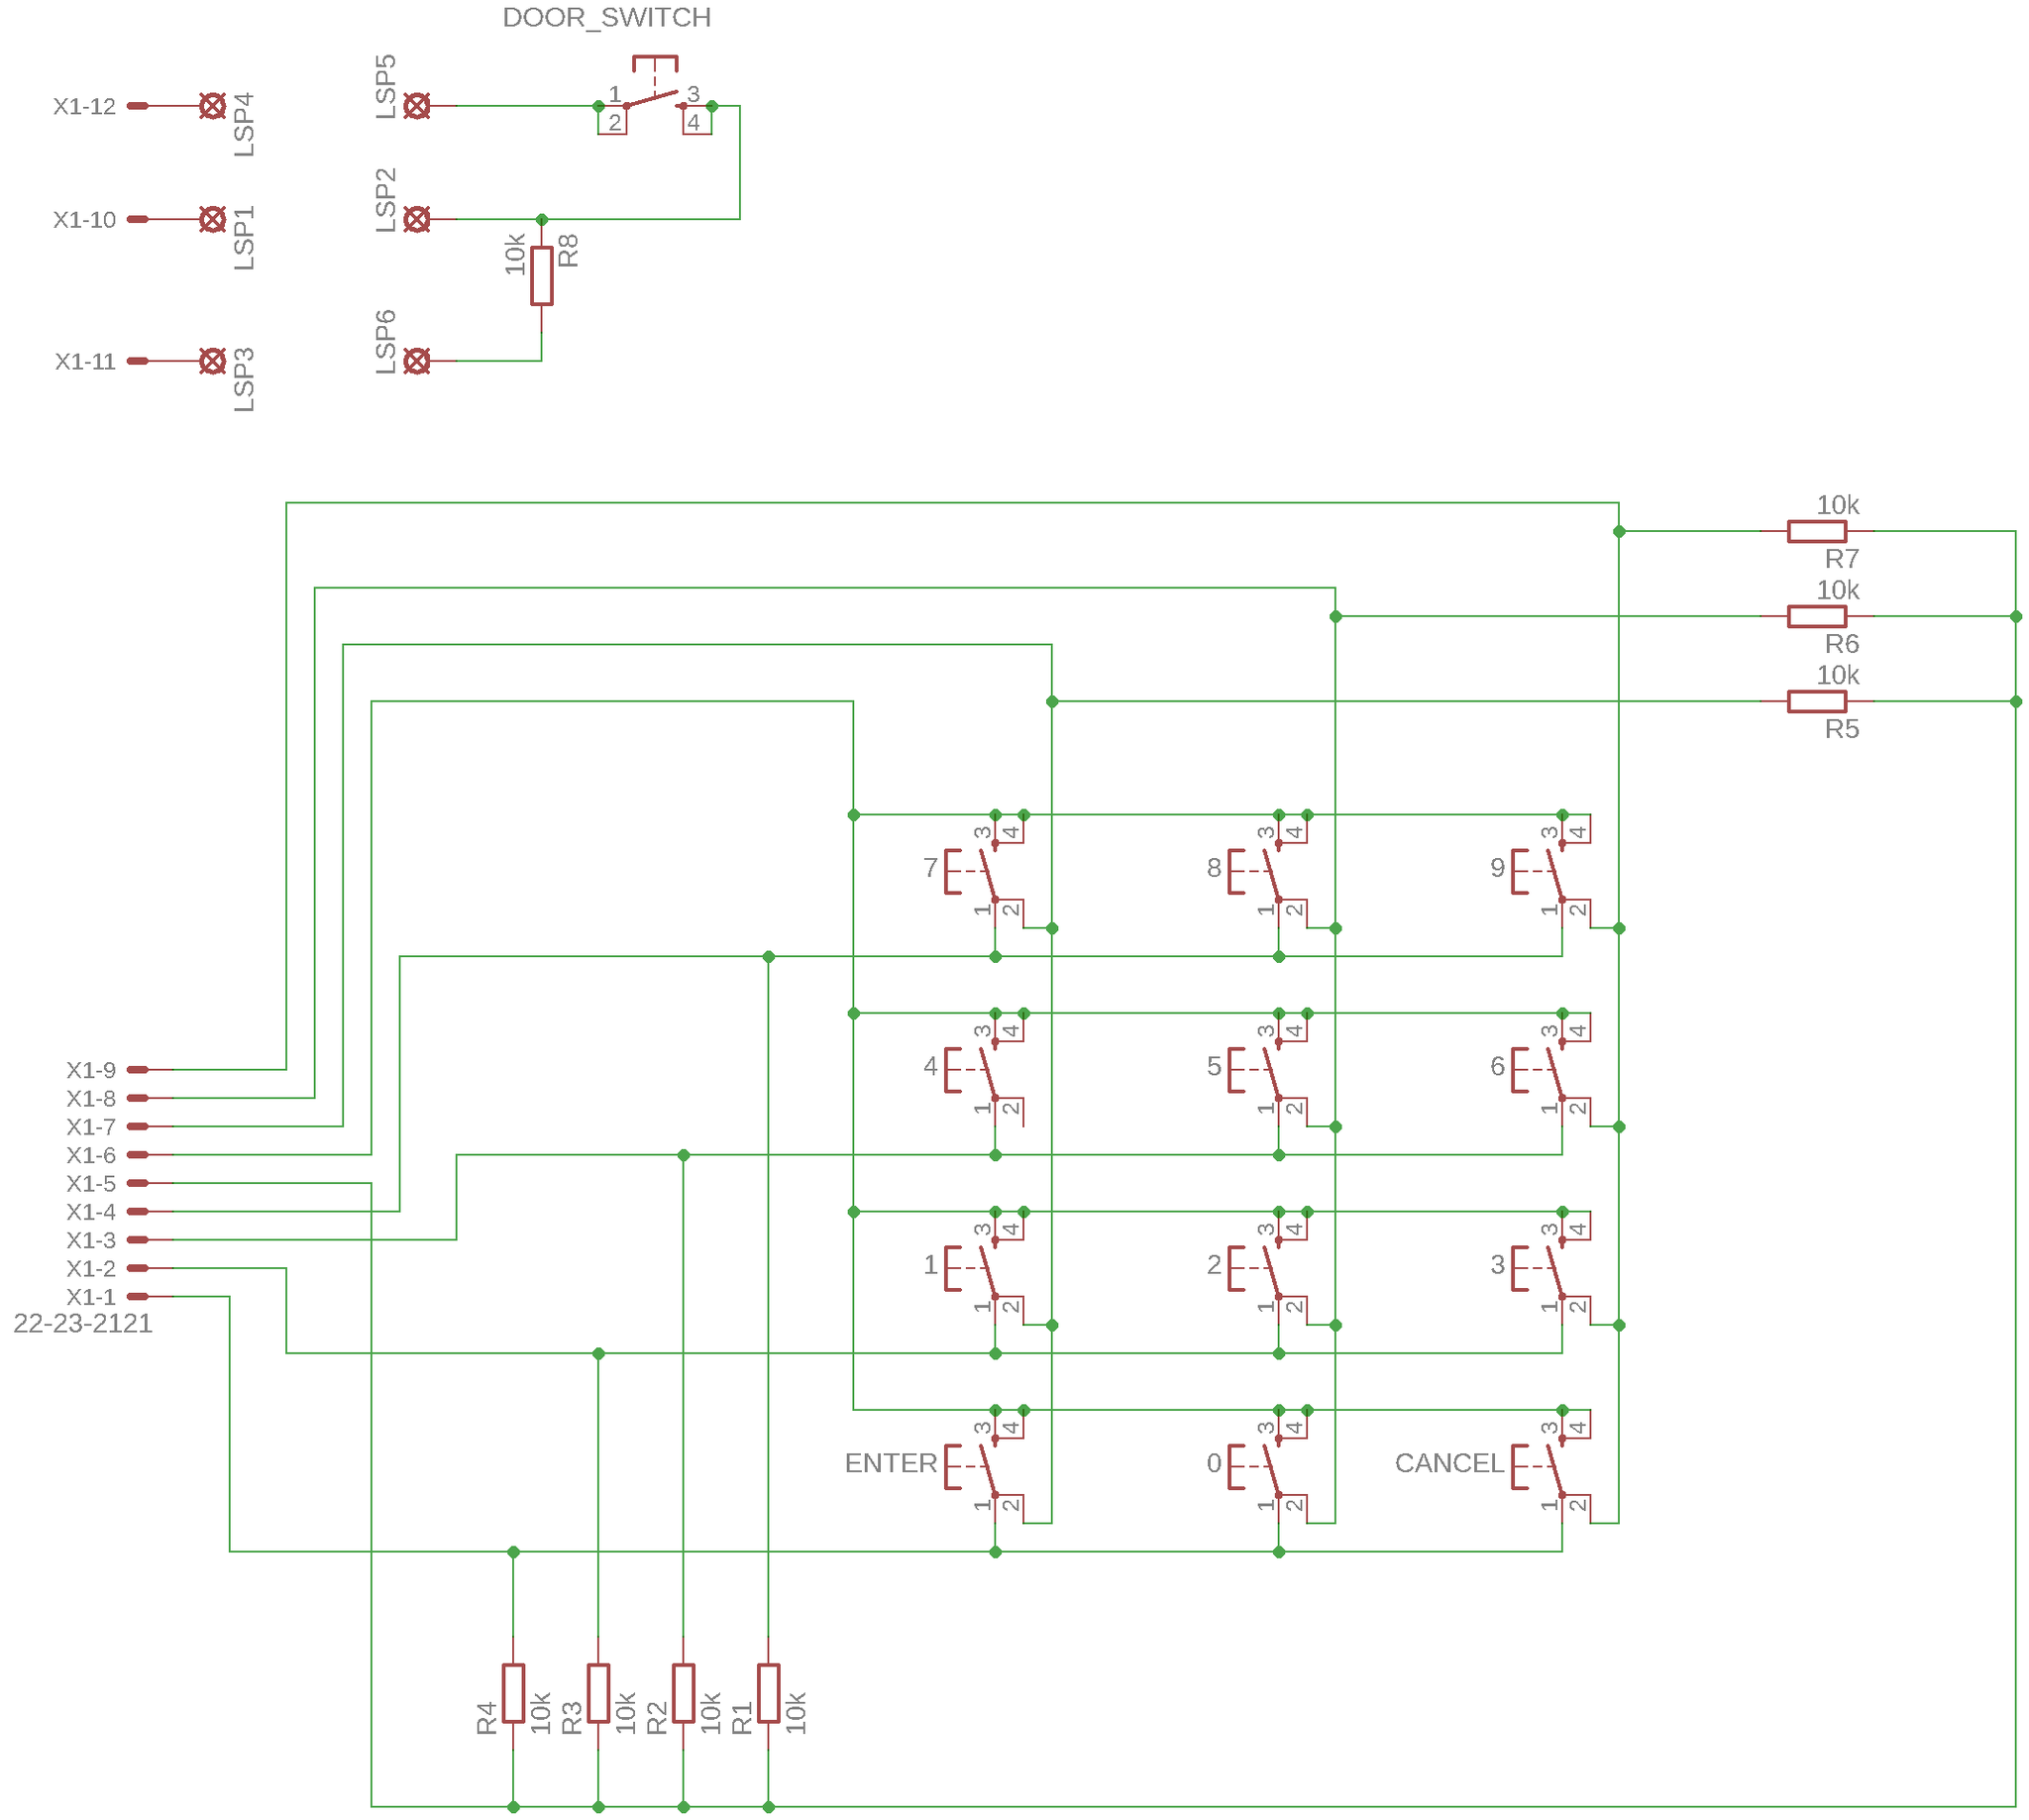 DOOR_SWITCH
X1-12
LSP4
LSP5
1
3
2
4
X1-10
LSP1
LSP2
10k
R8
X1-11
LSP3
LSP6
10k
R7
10k
R6
10k
R5
7
3
4
1
2
8
3
4
1
2
9
3
4
1
2
4
3
4
1
2
5
3
4
1
2
6
3
4
1
2
X1-9
X1-8
X1-7
X1-6
X1-5
X1-4
X1-3
X1-2
X1-1
22-23-2121
1
3
4
1
2
2
3
4
1
2
3
3
4
1
2
ENTER
3
4
1
2
0
3
4
1
2
CANCEL
3
4
1
2
R4
10k
R3
10k
R2
10k
R1
10k